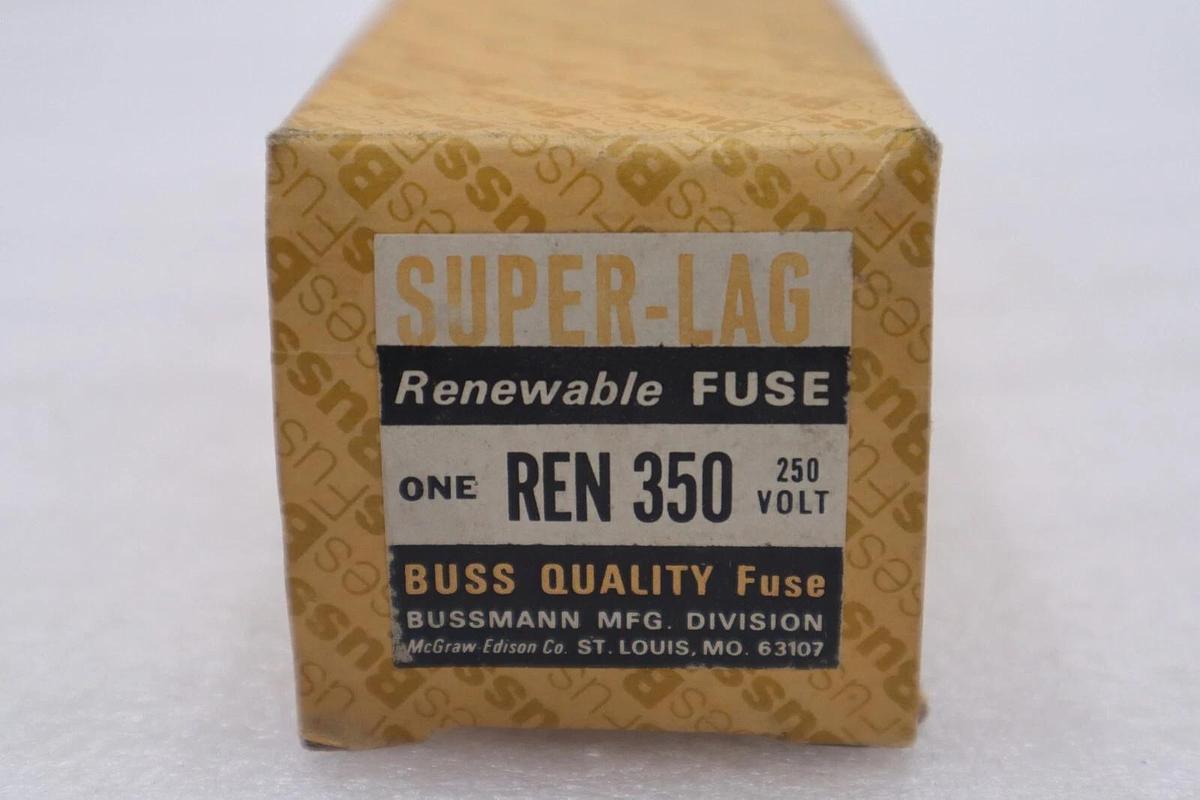 SUPER-LAG
Renewable FUSE
ONE REN 350 250 VOLT
BUSS QUALITY Fuse
BUSSMANN MFG. DIVISION
McGraw-Edison Co. ST. LOUIS, MO. 63107